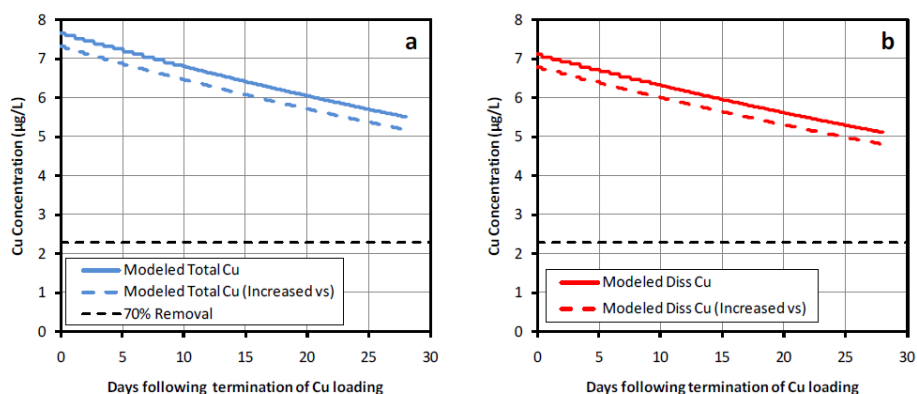 a
8
7
6
5
4
3
2
1
0
Cu Concentration (µg/L)
Modeled Total Cu
Modeled Total Cu (Increased vs)
70% Removal
0 5 10 15 20 25 30
Days following termination of Cu loading
b
8
7
6
5
4
3
2
1
0
Cu Concentration (µg/L)
Modeled Diss Cu
Modeled Diss Cu (Increased vs)
0 5 10 15 20 25 30
Days following termination of Cu loading